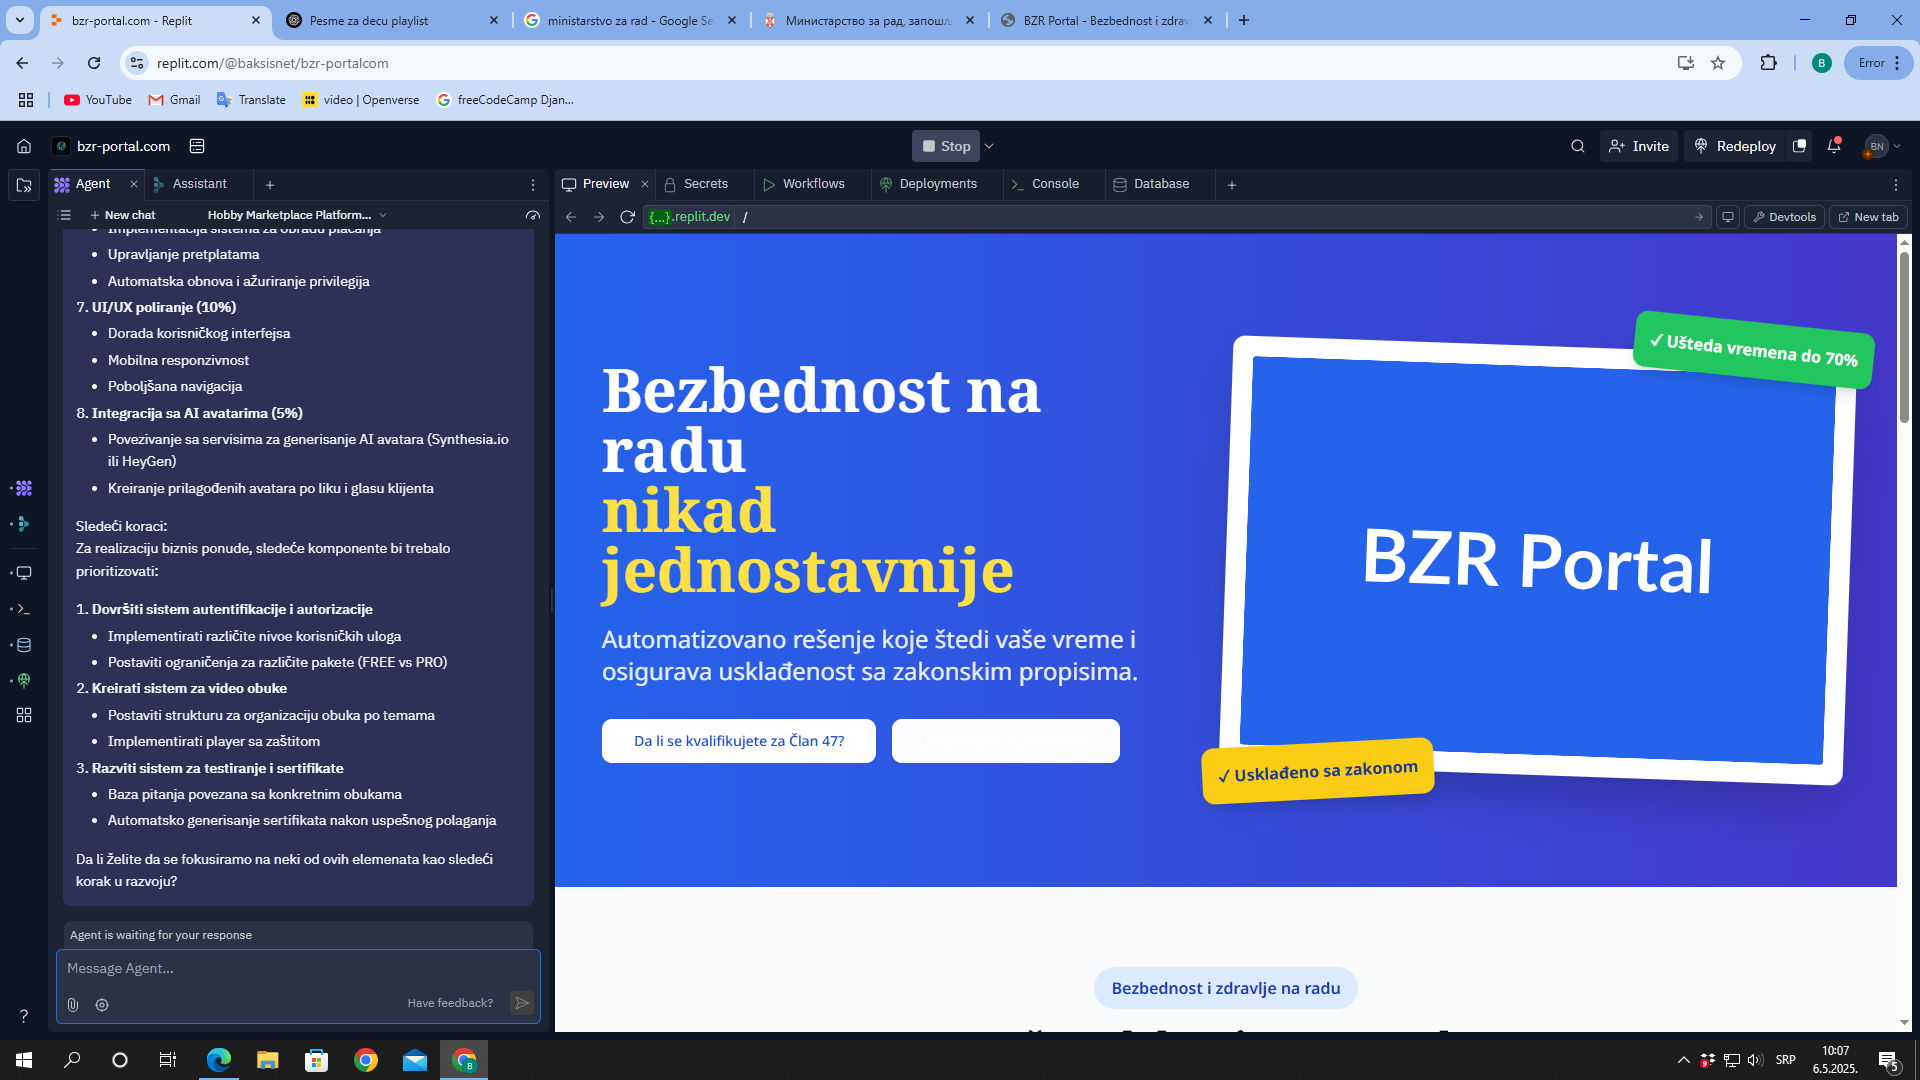 bzr-portal.com - Replit
Pesme za decu playlist
ministarstvo za rad - Google Se
Министарство за рад, запошљ
BZR Portal - Bezbednost i zdrav
replit.com/@baksisnet/bzr-portalcom
B
Error
YouTube
Gmail
Translate
video | Openverse
freeCodeCamp Djan...
bzr-portal.com
Stop
Invite
Redeploy
BN
Agent
Assistant
Preview
Secrets
Workflows
Deployments
Console
Database
New chat
Hobby Marketplace Platform...
{...}.replit.dev
/
Devtools
New tab
• Implementacija sistema za obradu plaćanja
• Upravljanje pretplatama
• Automatska obnova i ažuriranje privilegija
7. UI/UX poliranje (10%)
• Dorada korisničkog interfejsa
• Mobilna responzivnost
• Poboljšana navigacija
8. Integracija sa AI avatarima (5%)
• Povezivanje sa servisima za generisanje AI avatara (Synthesia.io
ili HeyGen)
• Kreiranje prilagođenih avatara po liku i glasu klijenta
Sledeći koraci:
Za realizaciju biznis ponude, sledeće komponente bi trebalo
prioritizovati:
1. Dovršiti sistem autentifikacije i autorizacije
• Implementirati različite nivoe korisničkih uloga
• Postaviti ograničenja za različite pakete (FREE vs PRO)
2. Kreirati sistem za video obuke
• Postaviti strukturu za organizaciju obuka po temama
• Implementirati player sa zaštitom
3. Razviti sistem za testiranje i sertifikate
• Baza pitanja povezana sa konkretnim obukama
• Automatsko generisanje sertifikata nakon uspešnog polaganja
Da li želite da se fokusiramo na neki od ovih elemenata kao sledeći
korak u razvoju?
Agent is waiting for your response
Message Agent...
Have feedback?
?
Bezbednost na
radu
nikad
jednostavnije
Automatizovano rešenje koje štedi vaše vreme i
osigurava usklađenost sa zakonskim propisima.
Da li se kvalifikujete za Član 47?
✓ Ušteda vremena do 70%
BZR Portal
✓ Usklađeno sa zakonom
Bezbednost i zdravlje na radu
B
9
SRP
10:07
6.5.2025.
5